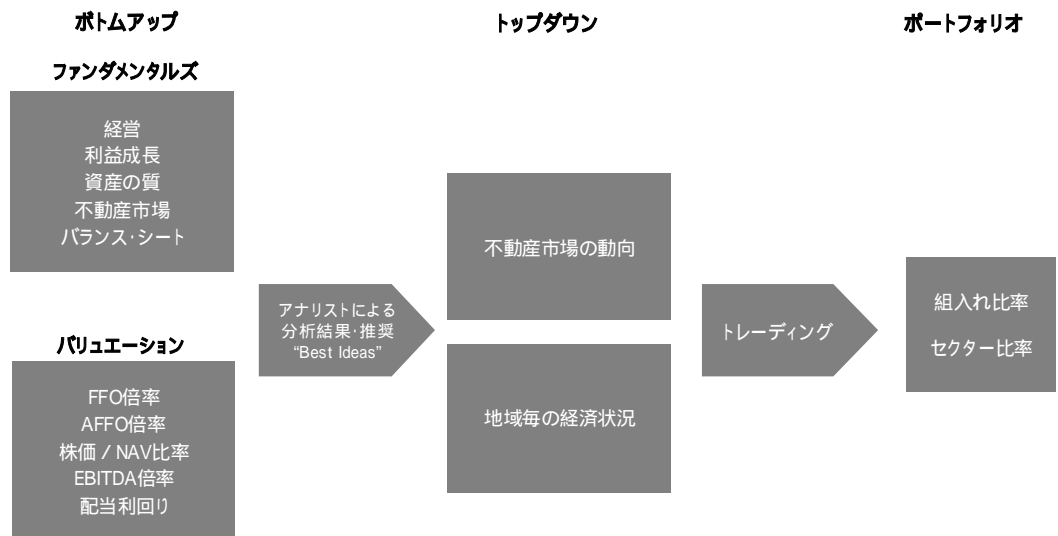 ボトムアップ
トップダウン
ポートフォリオ
ファンダメンタルズ
経営
利益成長
資産の質
不動産市場
バランス・シート
バリュエーション
FFO倍率
AFFO倍率
株価 / NAV比率
EBITDA倍率
配当利回り
アナリストによる
分析結果・推奨
“Best Ideas”
不動産市場の動向
地域毎の経済状況
トレーディング
組入れ比率
セクター比率